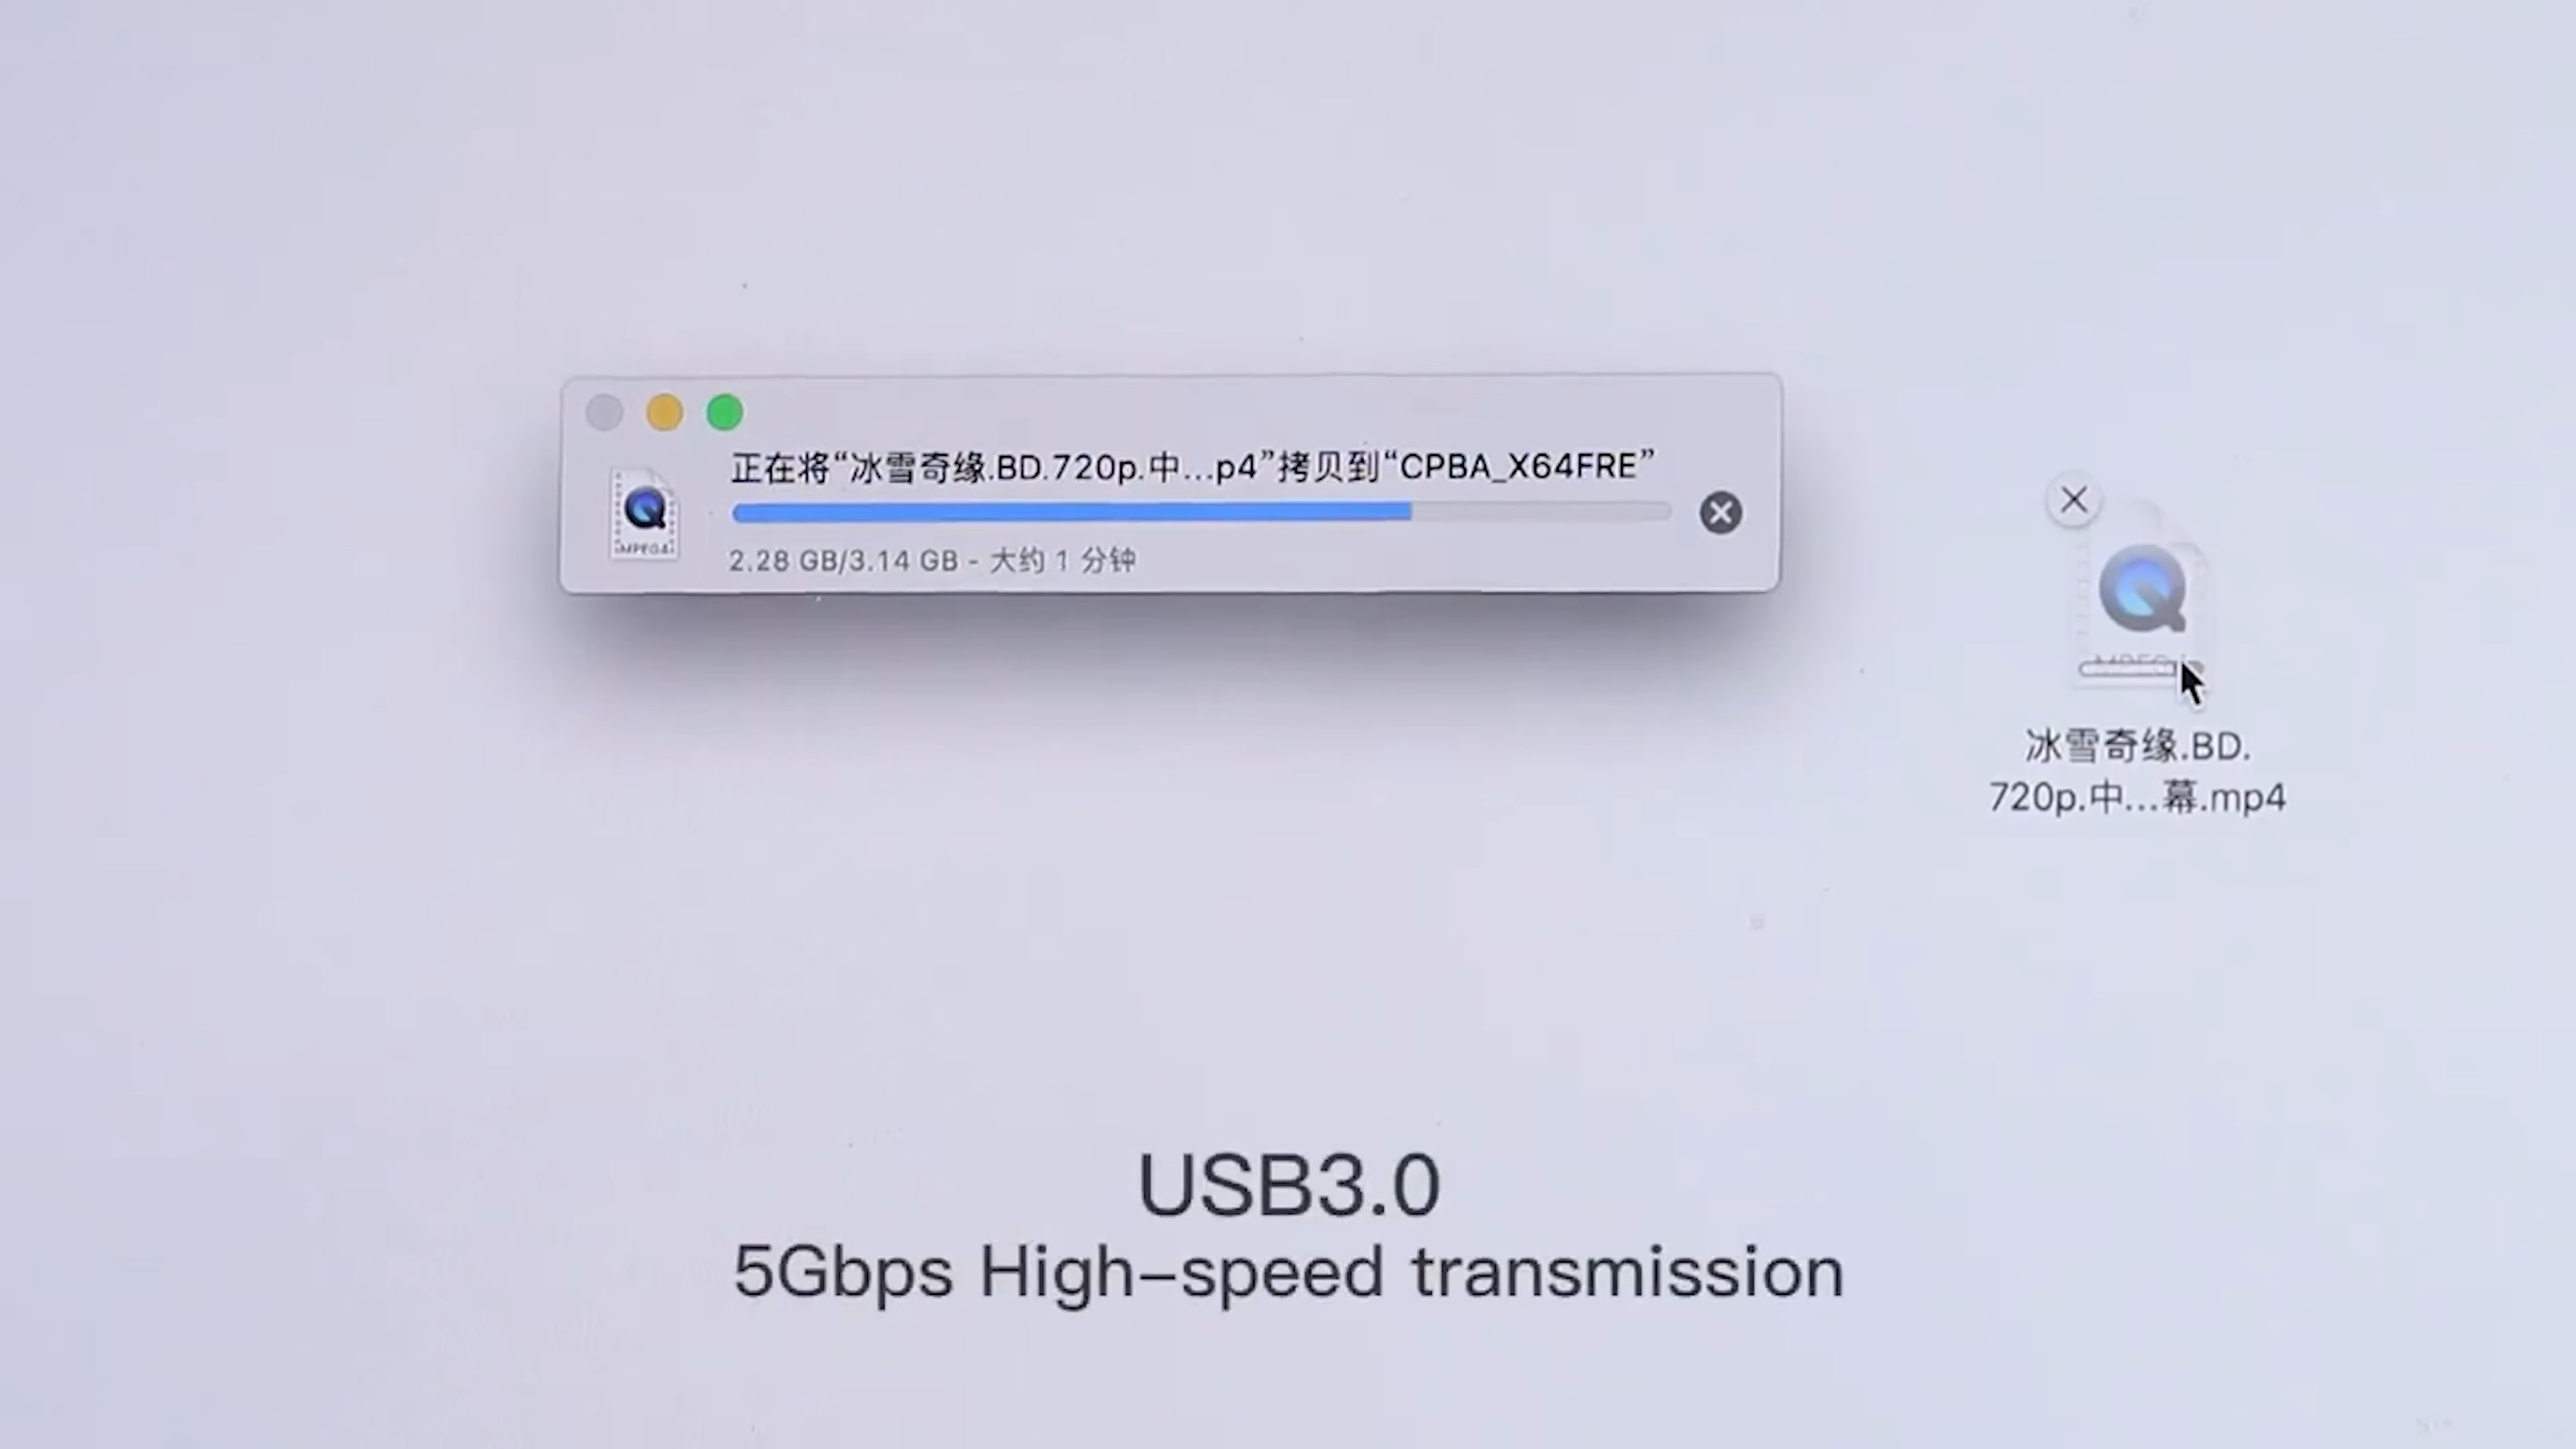 正在将“冰雪奇缘.BD.720p.中...p4”拷贝到“CPBA_X64FRE”
MPEG4
2.28 GB/3.14 GB - 大约 1 分钟
冰雪奇缘.BD.
720p.中...幕.mp4
USB3.0
5Gbps High-speed transmission